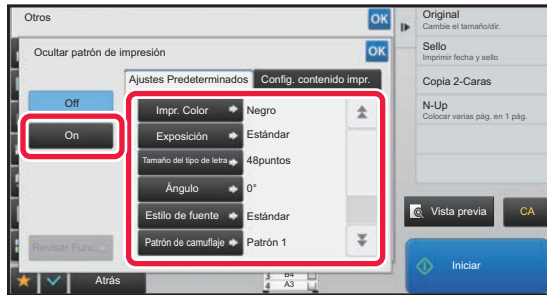 Otros
OK
Ocultar patrón de impresión
OK
Ajustes Predeterminados
Config. contenido impr.
Off
On
Impr. Color
Negro
Exposición
Estándar
Tamaño del tipo de letra
48puntos
Ángulo
0°
Estilo de fuente
Estándar
Patrón de camuflaje
Patrón 1
Revisar Func.
Atrás
3 B4
4 A3
Original
Cambie el tamaño/dir.
Sello
Imprimir fecha y sello
Copia 2-Caras
N-Up
Colocar varias pág. en 1 pág.
Vista previa
CA
Iniciar